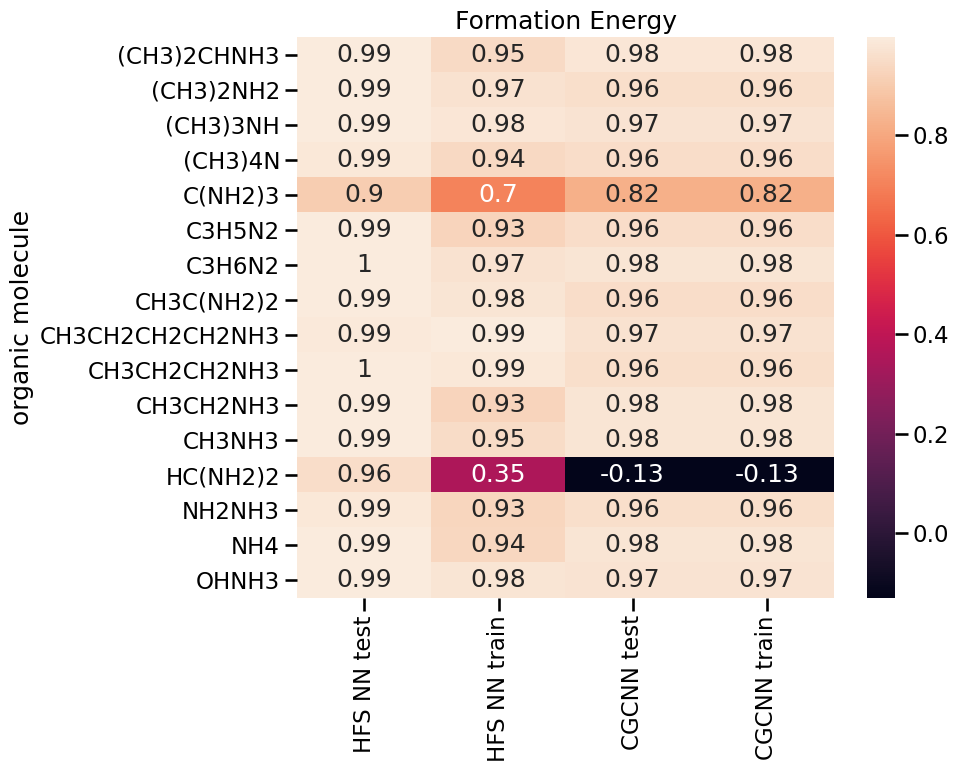 Formation Energy
(CH3)2CHNH3 0.99 0.95 0.98 0.98
(CH3)2NH2 0.99 0.97 0.96 0.96
(CH3)3NH 0.99 0.98 0.97 0.97
(CH3)4N 0.99 0.94 0.96 0.96
C(NH2)3 0.9 0.7 0.82 0.82
C3H5N2 0.99 0.93 0.96 0.96
C3H6N2 1 0.97 0.98 0.98
CH3C(NH2)2 0.99 0.98 0.96 0.96
CH3CH2CH2CH2NH3 0.99 0.99 0.97 0.97
CH3CH2CH2NH3 1 0.99 0.96 0.96
CH3CH2NH3 0.99 0.93 0.98 0.98
CH3NH3 0.99 0.95 0.98 0.98
HC(NH2)2 0.96 0.35 -0.13 -0.13
NH2NH3 0.99 0.93 0.96 0.96
NH4 0.99 0.94 0.98 0.98
OHNH3 0.99 0.98 0.97 0.97
organic molecule
HFS NN test
HFS NN train
CGCNN test
CGCNN train
0.8
0.6
0.4
0.2
0.0